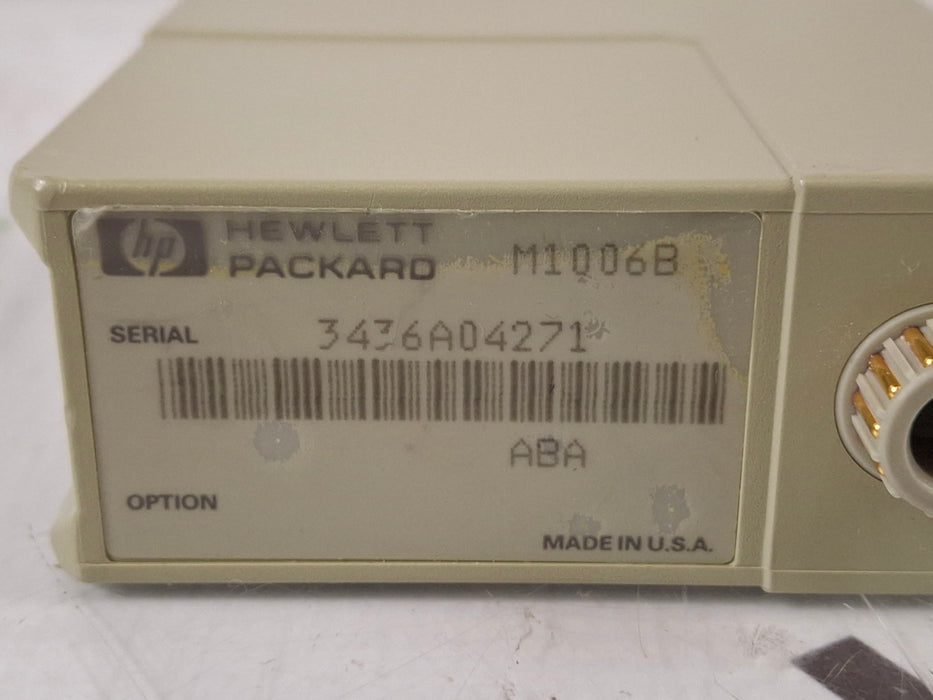 hp HEWLETT
PACKARD M1006B
SERIAL 3436A04271
ABA
OPTION
MADE IN U.S.A.